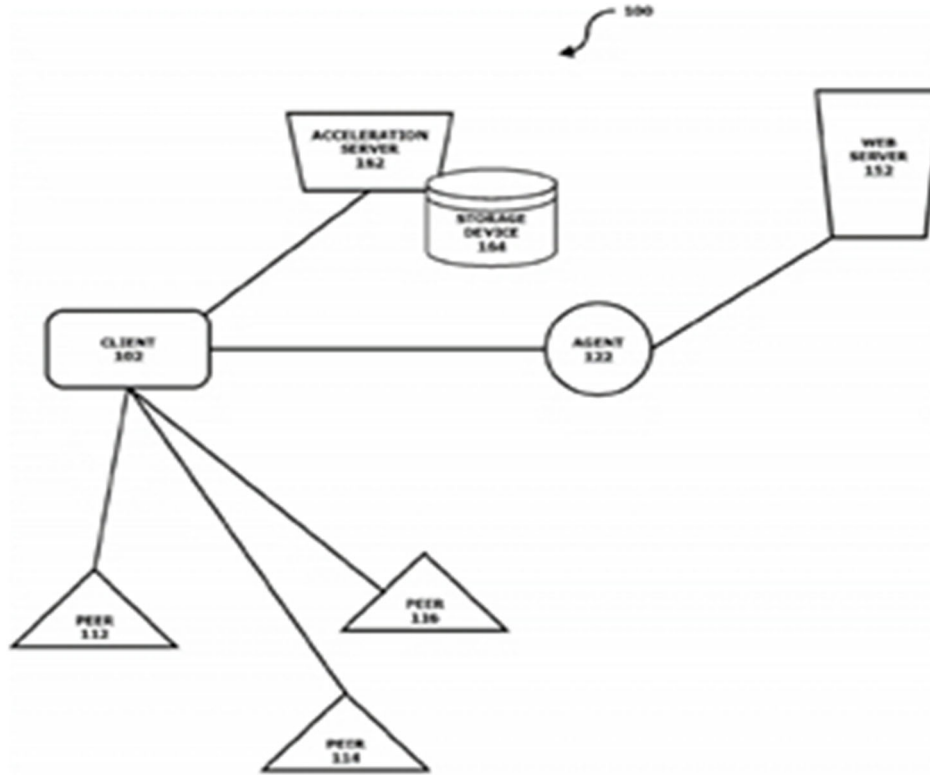 100
ACCELERATION
SERVER
162
WEB
SERVER
152
STORAGE
DEVICE
164
CLIENT
102
AGENT
122
PEER
112
PEER
116
PEER
114